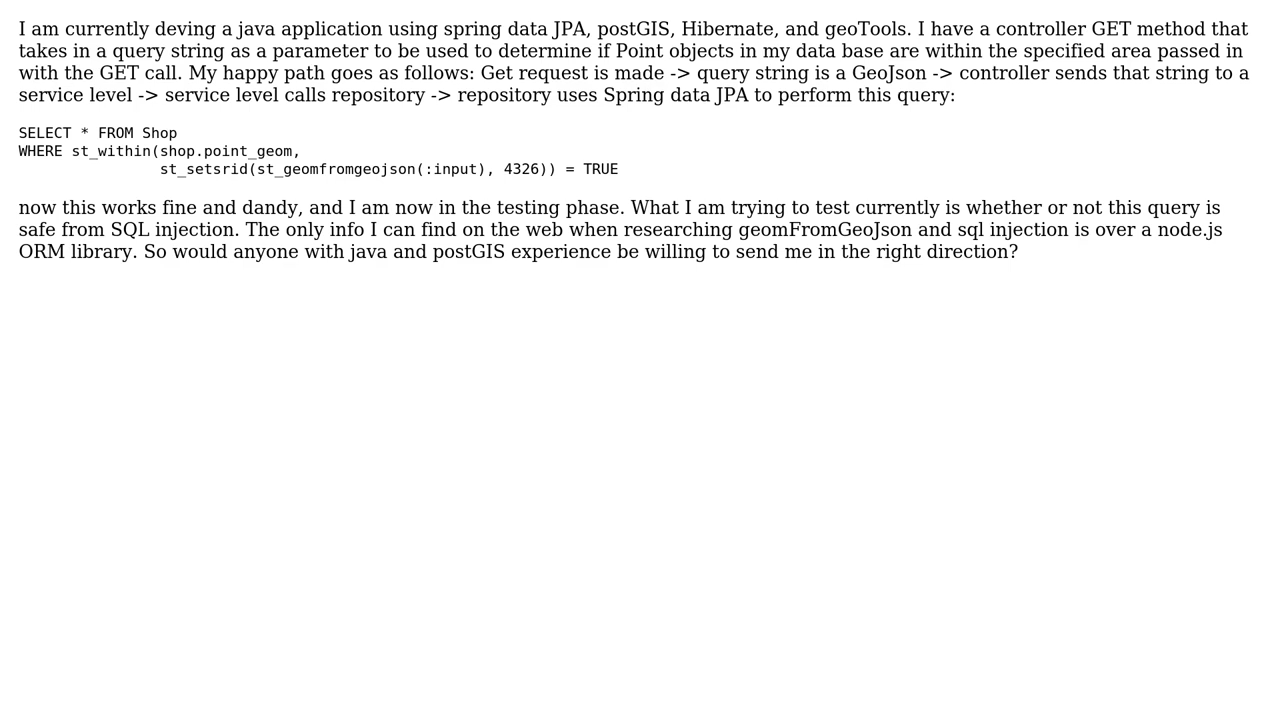 I am currently deving a java application using spring data JPA, postGIS, Hibernate, and geoTools. I have a controller GET method that
takes in a query string as a parameter to be used to determine if Point objects in my data base are within the specified area passed in
with the GET call. My happy path goes as follows: Get request is made -> query string is a GeoJson -> controller sends that string to a
service level -> service level calls repository -> repository uses Spring data JPA to perform this query:
SELECT * FROM Shop
WHERE st_within(shop.point_geom,
st_setsrid(st_geomfromgeojson(:input), 4326)) = TRUE
now this works fine and dandy, and I am now in the testing phase. What I am trying to test currently is whether or not this query is
safe from SQL injection. The only info I can find on the web when researching geomFromGeoJson and sql injection is over a node.js
ORM library. So would anyone with java and postGIS experience be willing to send me in the right direction?